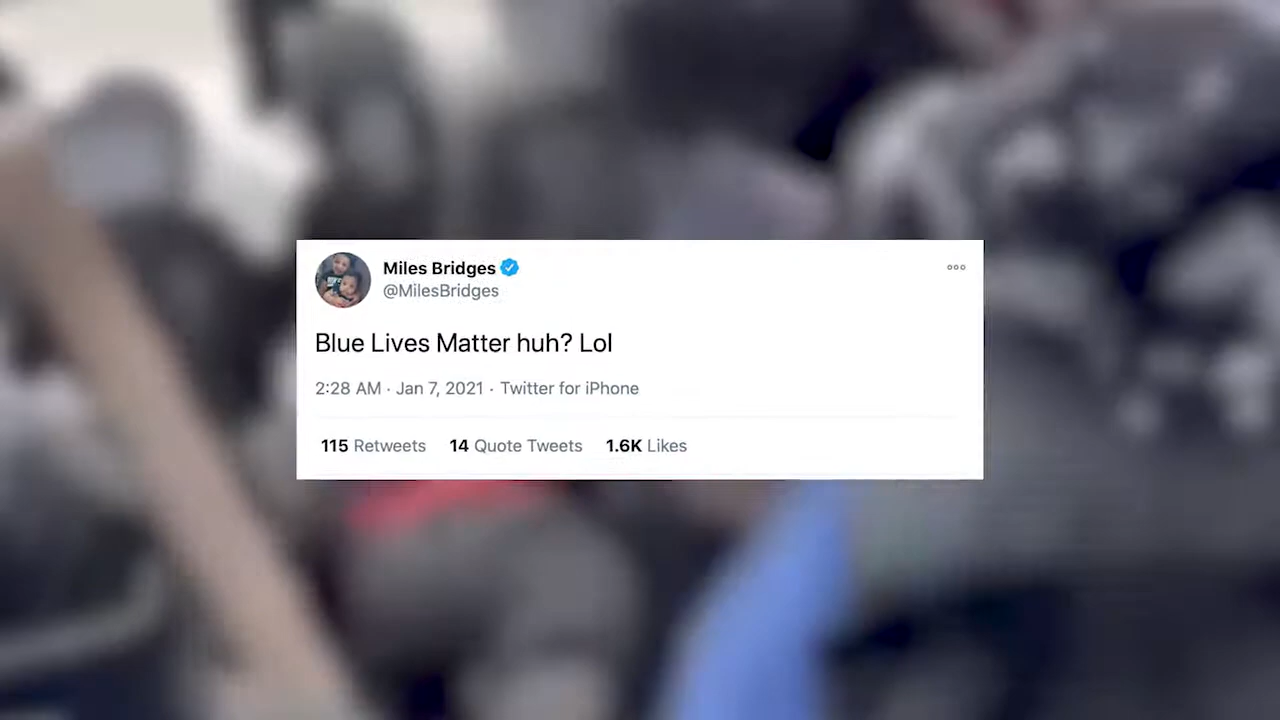 Miles Bridges
@MilesBridges
Blue Lives Matter huh? Lol
2:28 AM · Jan 7, 2021 · Twitter for iPhone
115 Retweets 14 Quote Tweets 1.6K Likes